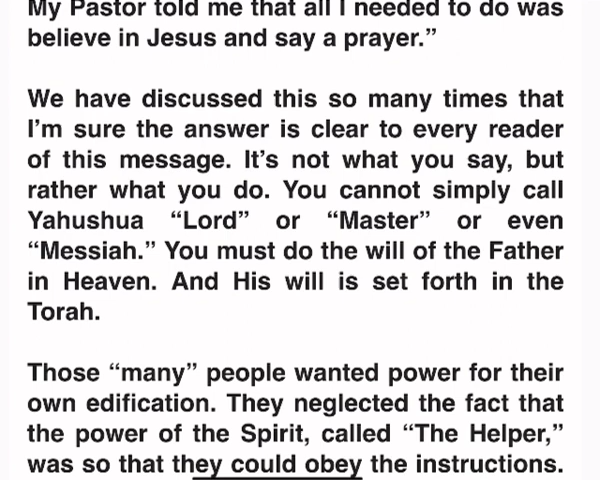 My Pastor told me that all I needed to do was
believe in Jesus and say a prayer.”
We have discussed this so many times that
I’m sure the answer is clear to every reader
of this message. It’s not what you say, but
rather what you do. You cannot simply call
Yahushua “Lord” or “Master” or even
“Messiah.” You must do the will of the Father
in Heaven. And His will is set forth in the
Torah.
Those “many” people wanted power for their
own edification. They neglected the fact that
the power of the Spirit, called “The Helper,”
was so that they could obey the instructions.